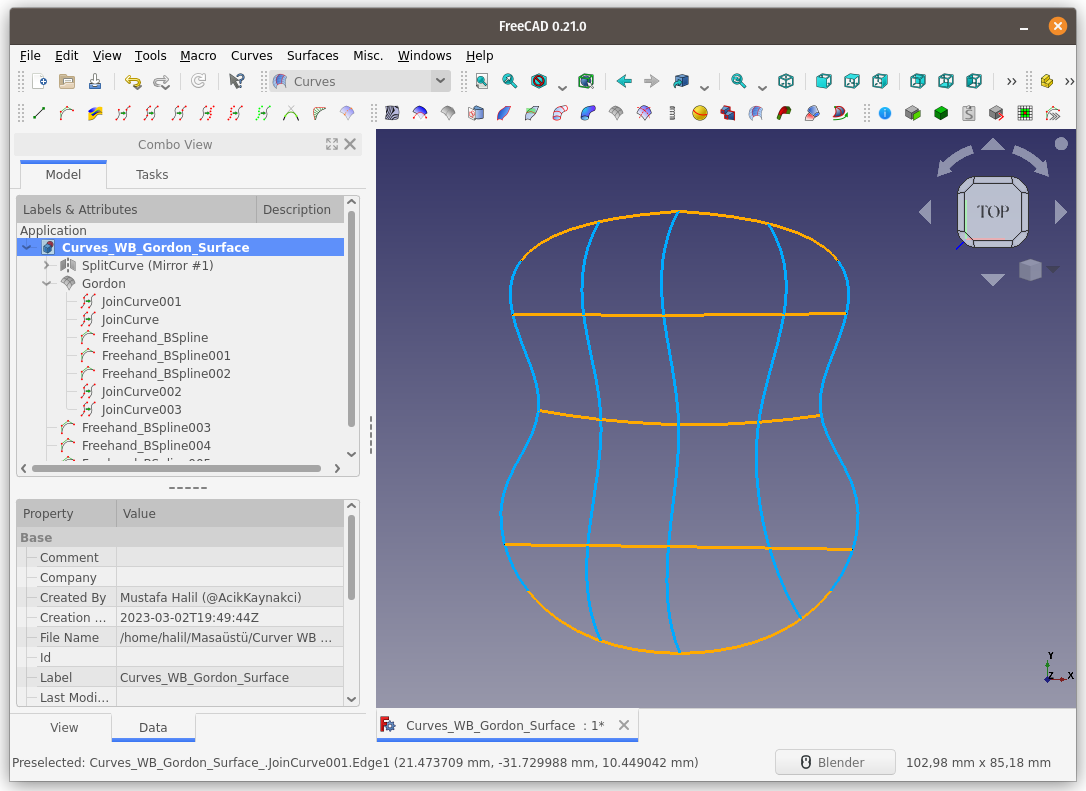 FreeCAD 0.21.0
File Edit View Tools Macro Curves Surfaces Misc. Windows Help
Curves
Combo View
Model Tasks
Labels & Attributes Description
Application
Curves_WB_Gordon_Surface
SplitCurve (Mirror #1)
Gordon
JoinCurve001
JoinCurve
Freehand_BSpline
Freehand_BSpline001
Freehand_BSpline002
JoinCurve002
JoinCurve003
Freehand_BSpline003
Freehand_BSpline004
Property Value
Base
Comment
Company
Created By Mustafa Halil (@AcikKaynakci)
Creation ... 2023-03-02T19:49:44Z
File Name /home/halil/Masaüstü/Curver WB ...
Id
Label Curves_WB_Gordon_Surface
Last Modi...
View Data
TOP
Y
Z X
Curves_WB_Gordon_Surface : 1*
Preselected: Curves_WB_Gordon_Surface_.JoinCurve001.Edge1 (21.473709 mm, -31.729988 mm, 10.449042 mm)
Blender
102,98 mm x 85,18 mm